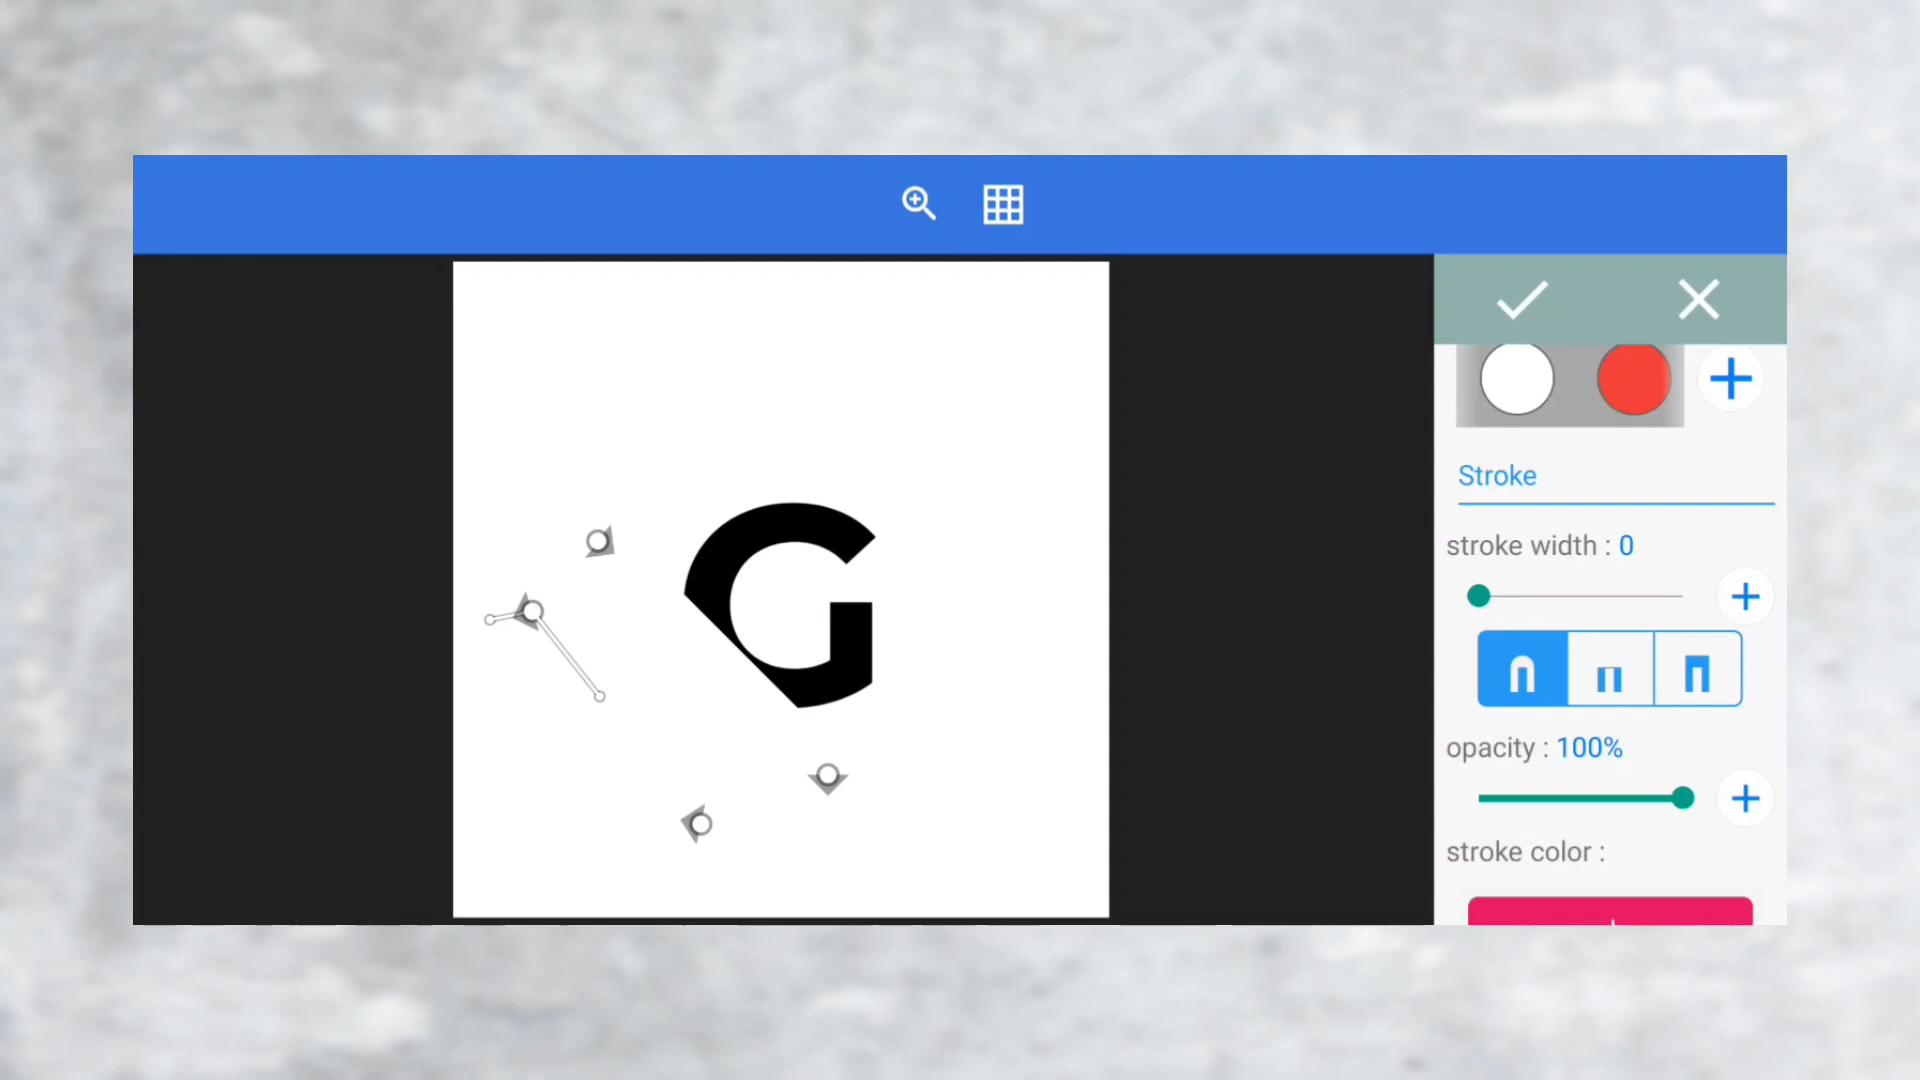 G
Stroke
stroke width : 0
opacity : 100%
stroke color :